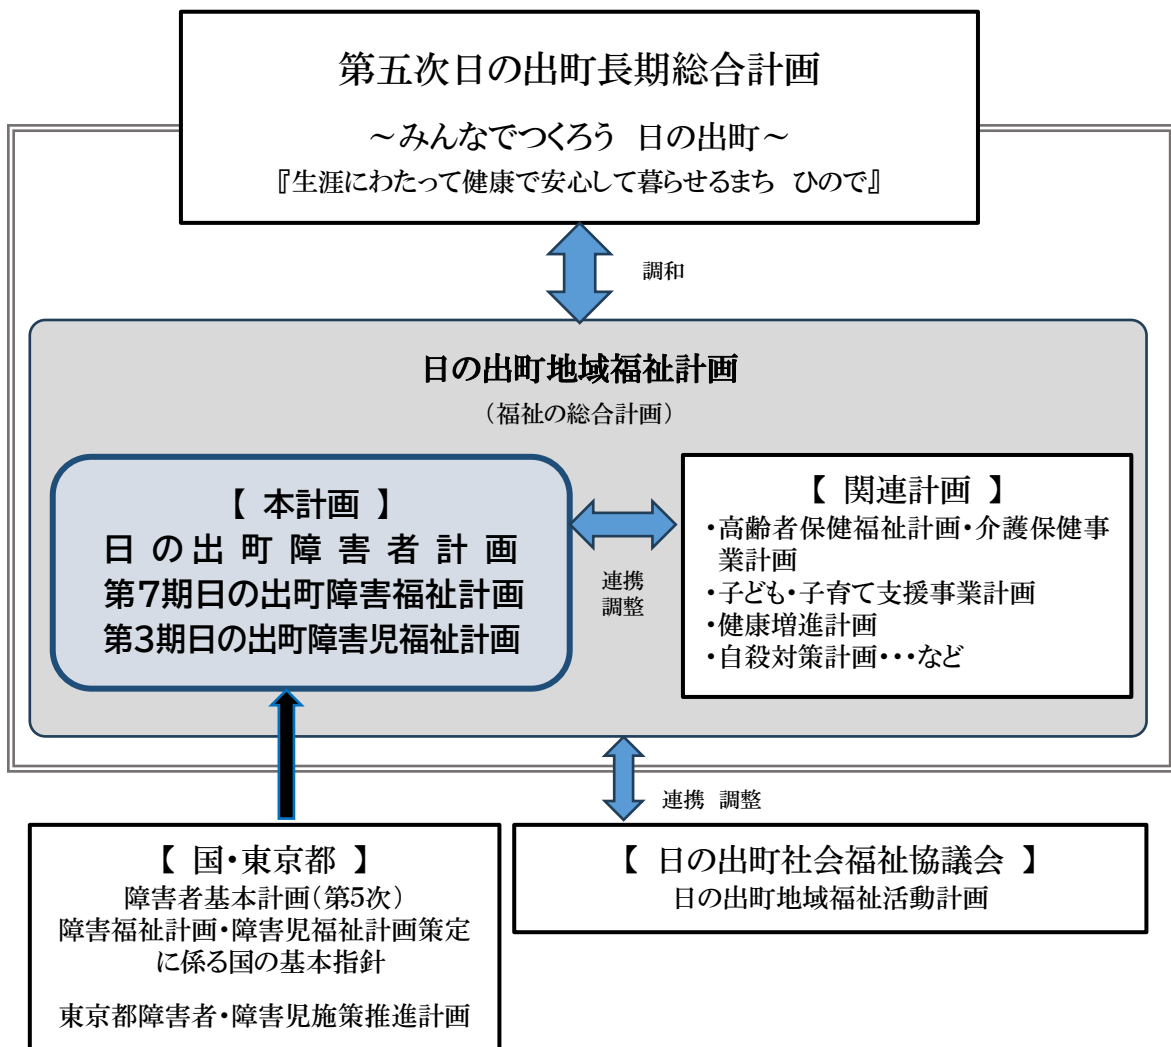 第五次日の出町長期総合計画
～みんなでつくろう　日の出町～
『生涯にわたって健康で安心して暮らせるまち　ひので』
調和
日の出町地域福祉計画
（福祉の総合計画）
【 本計画 】
日の出町障害者計画
第7期日の出町障害福祉計画
第3期日の出町障害児福祉計画
連携
調整
【 関連計画 】
・高齢者保健福祉計画・介護保健事
業計画
・子ども・子育て支援事業計画
・健康増進計画
・自殺対策計画・・・など
連携　調整
【 国・東京都 】
障害者基本計画（第5次）
障害福祉計画・障害児福祉計画策定
に係る国の基本指針
東京都障害者・障害児施策推進計画
【 日の出町社会福祉協議会 】
日の出町地域福祉活動計画